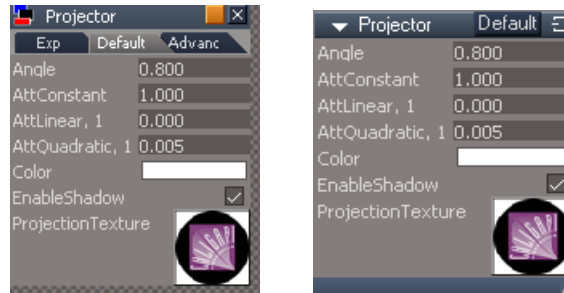 Projector
Exp Default Advanc
Angle 0.800
AttConstant 1.000
AttLinear, 1 0.000
AttQuadratic, 1 0.005
Color
EnableShadow
ProjectionTexture
Projector Default
Angle 0.800
AttConstant 1.000
AttLinear, 1 0.000
AttQuadratic, 1 0.005
Color
EnableShadow
ProjectionTexture